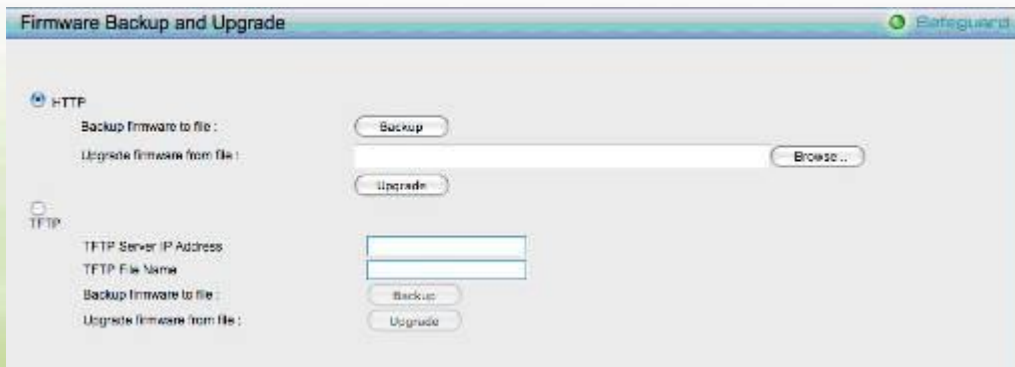 Firmware Backup and Upgrade
Safeguard
HTTP
Backup firmware to file :
Backup
Upgrade firmware from file :
Browse...
Upgrade
TFTP
TFTP Server IP Address
TFTP File Name
Backup firmware to file :
Backup
Upgrade firmware from file :
Upgrade